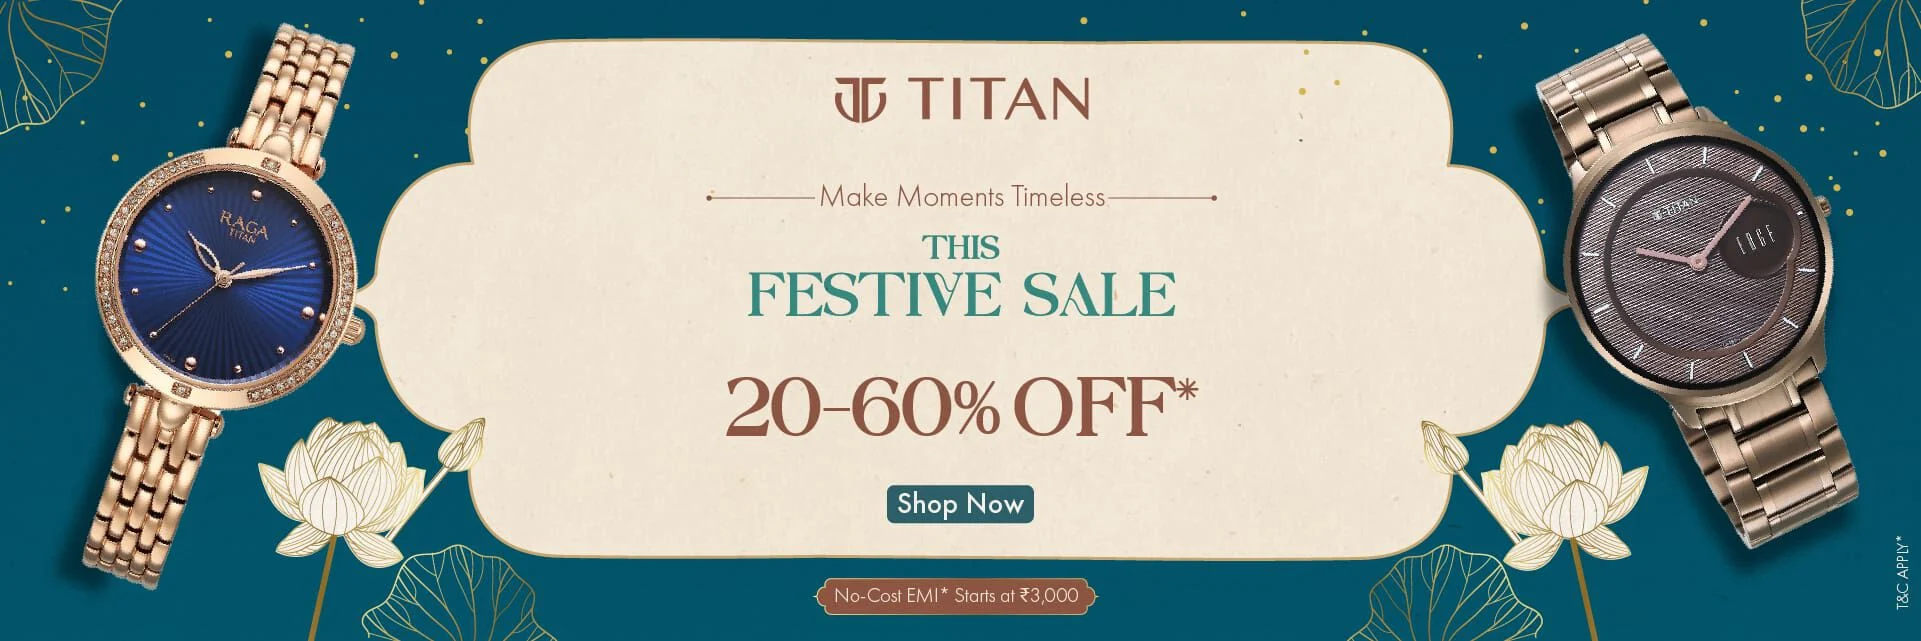 TITAN
Make Moments Timeless
THIS
FESTIVE SALE
20-60% OFF*
Shop Now
No-Cost EMI* Starts at ₹3,000
T&C APPLY*
RAGA
TITAN
TITAN
EDGE